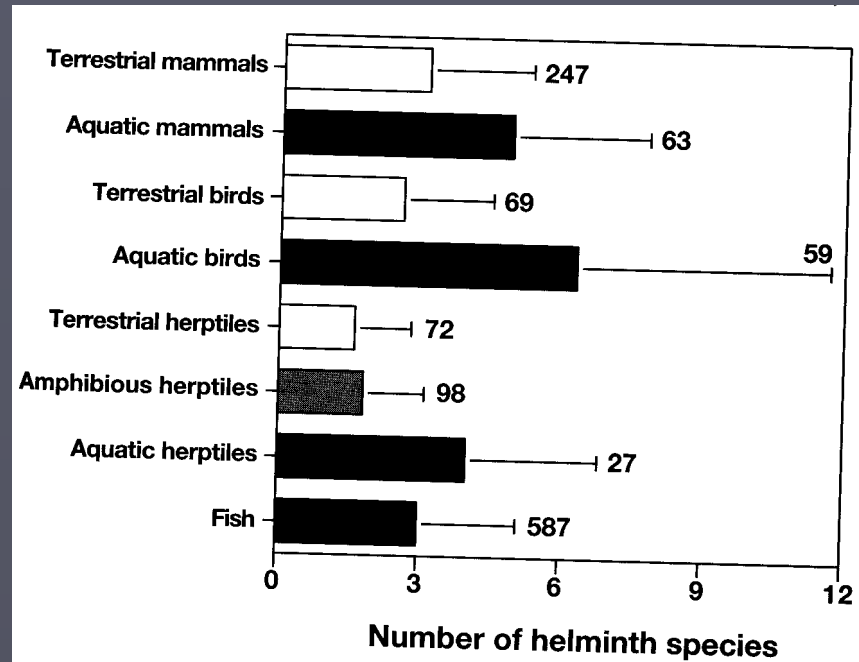 Terrestrial mammals
247
Aquatic mammals
63
Terrestrial birds
69
Aquatic birds
59
Terrestrial herptiles
72
Amphibious herptiles
98
Aquatic herptiles
27
Fish
587
0 3 6 9 12
Number of helminth species